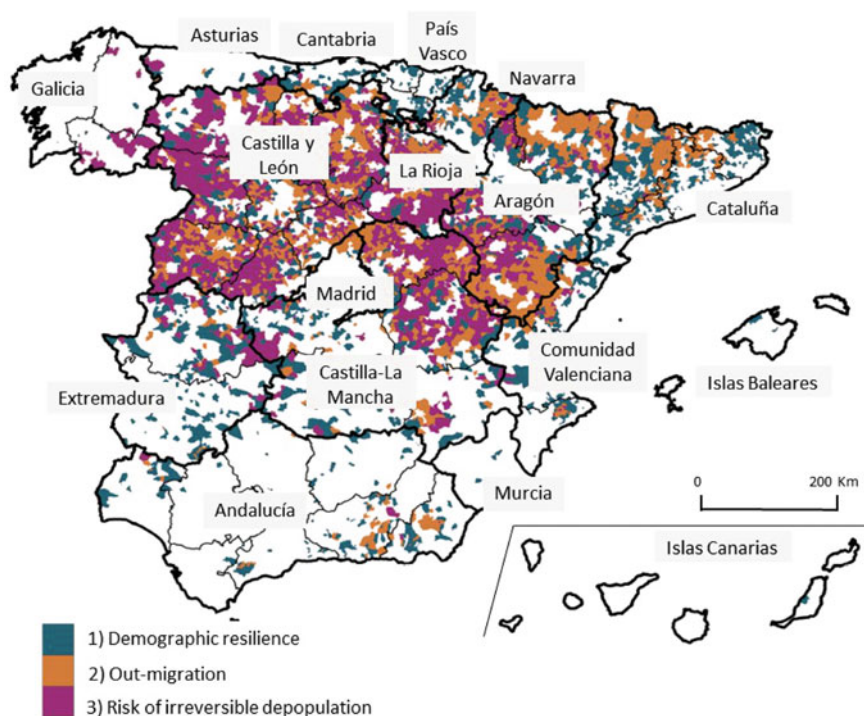 Asturias
Cantabria
País
Vasco
Galicia
Navarra
Castilla y
León
La Rioja
Aragón
Cataluña
Madrid
Comunidad
Valenciana
Islas Baleares
Castilla-La
Mancha
Extremadura
0 200 Km
Murcia
Andalucía
Islas Canarias
1) Demographic resilience
2) Out-migration
3) Risk of irreversible depopulation